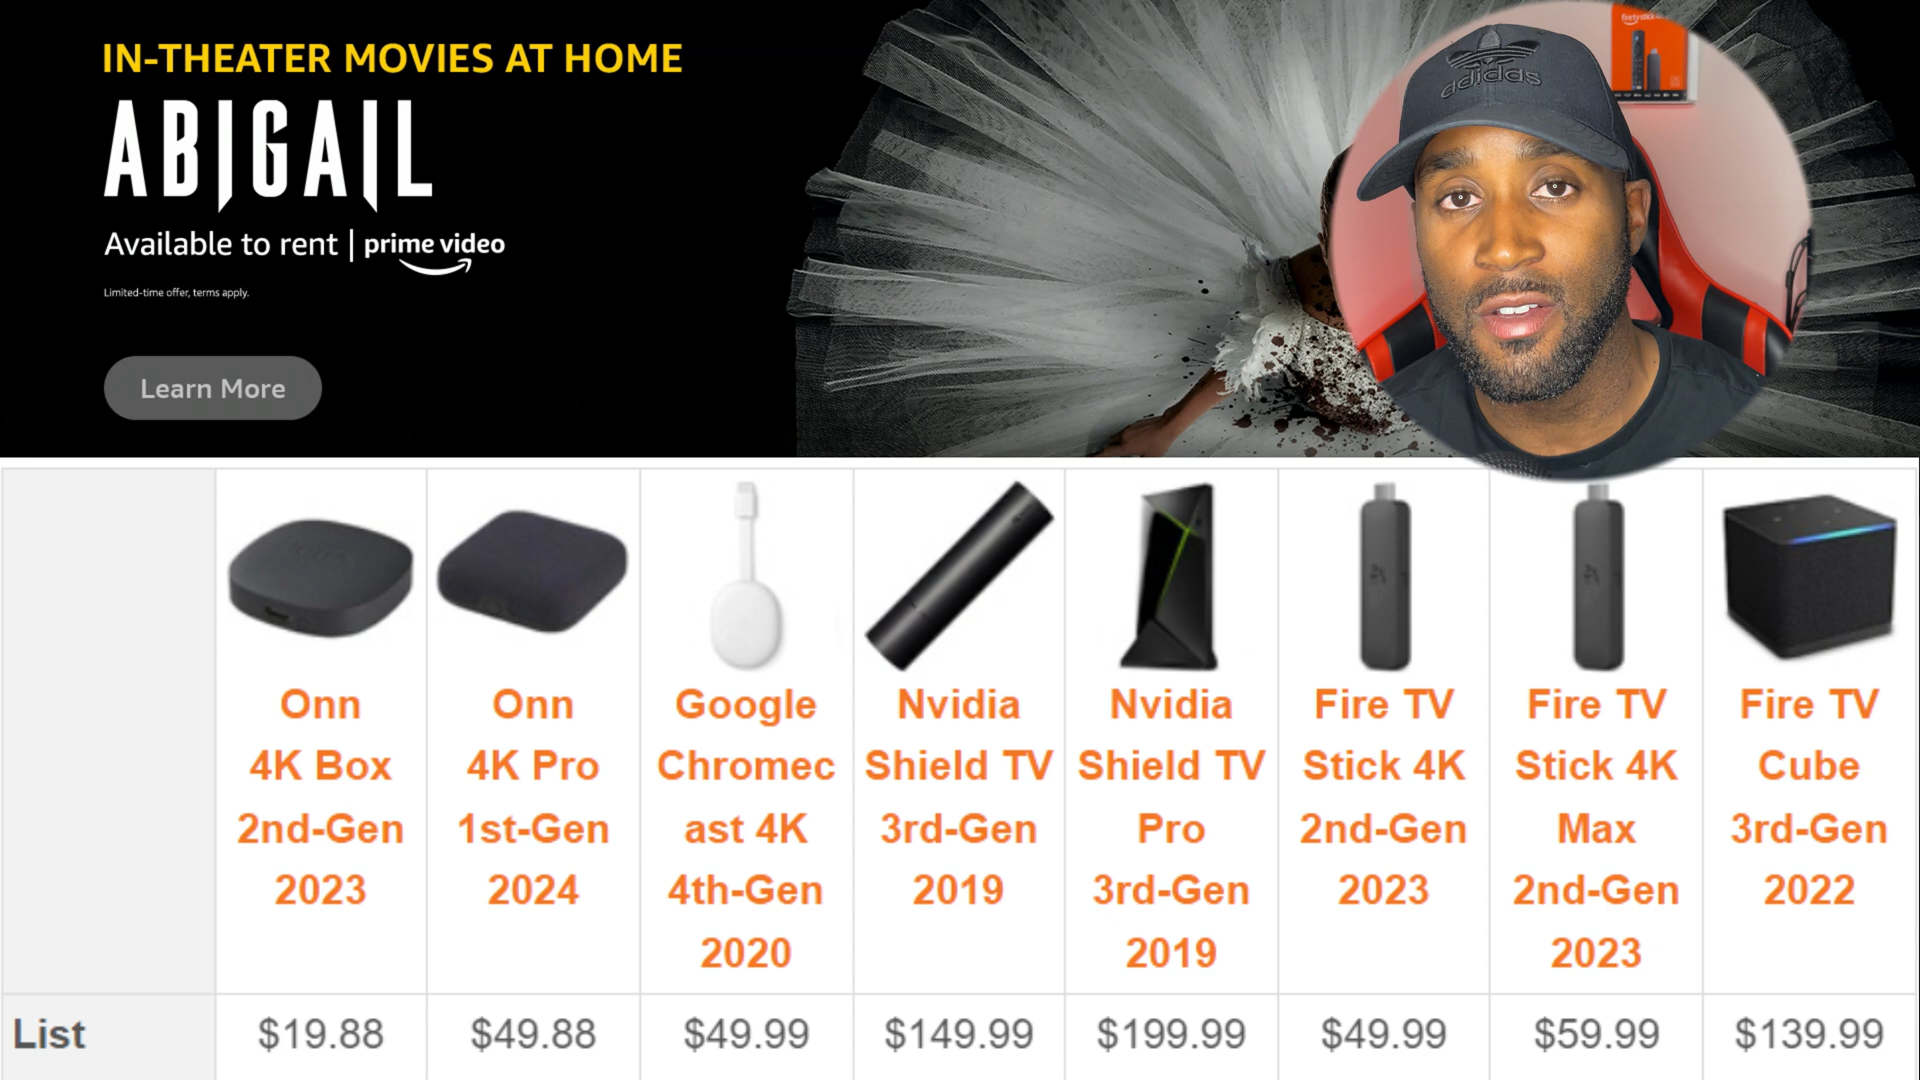 IN-THEATER MOVIES AT HOME
ABIGAIL
Available to rent | prime video
Limited-time offer, terms apply.
Learn More
adidas
firetvstick
Onn
4K Box
2nd-Gen
2023
Onn
4K Pro
1st-Gen
2024
Google
Chromec
ast 4K
4th-Gen
2020
Nvidia
Shield TV
3rd-Gen
2019
Nvidia
Shield TV
Pro
3rd-Gen
2019
Fire TV
Stick 4K
2nd-Gen
2023
Fire TV
Stick 4K
Max
2nd-Gen
2023
Fire TV
Cube
3rd-Gen
2022
List $19.88 $49.88 $49.99 $149.99 $199.99 $49.99 $59.99 $139.99